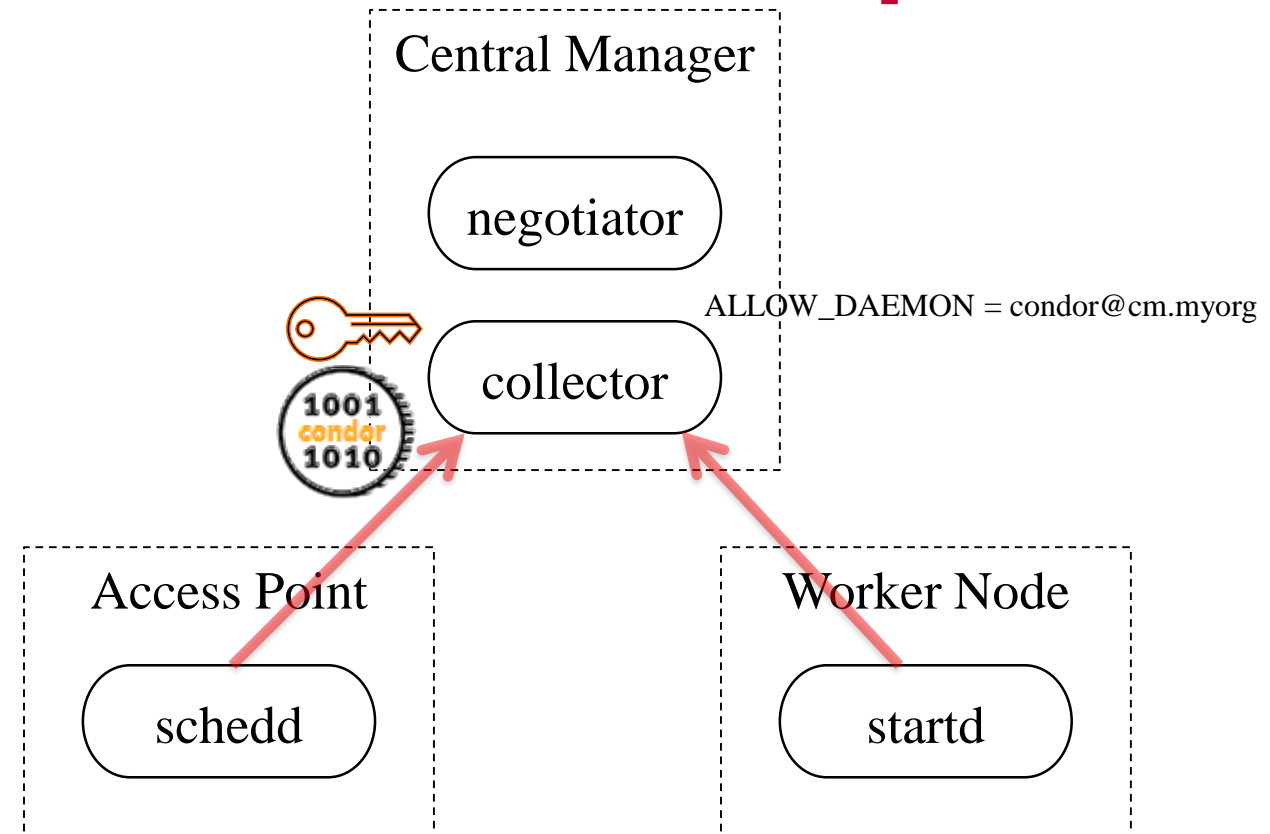 Central Manager
negotiator
ALLOW_DAEMON = condor@cm.myorg
collector
1001
condor
1010
Access Point
Worker Node
schedd
startd